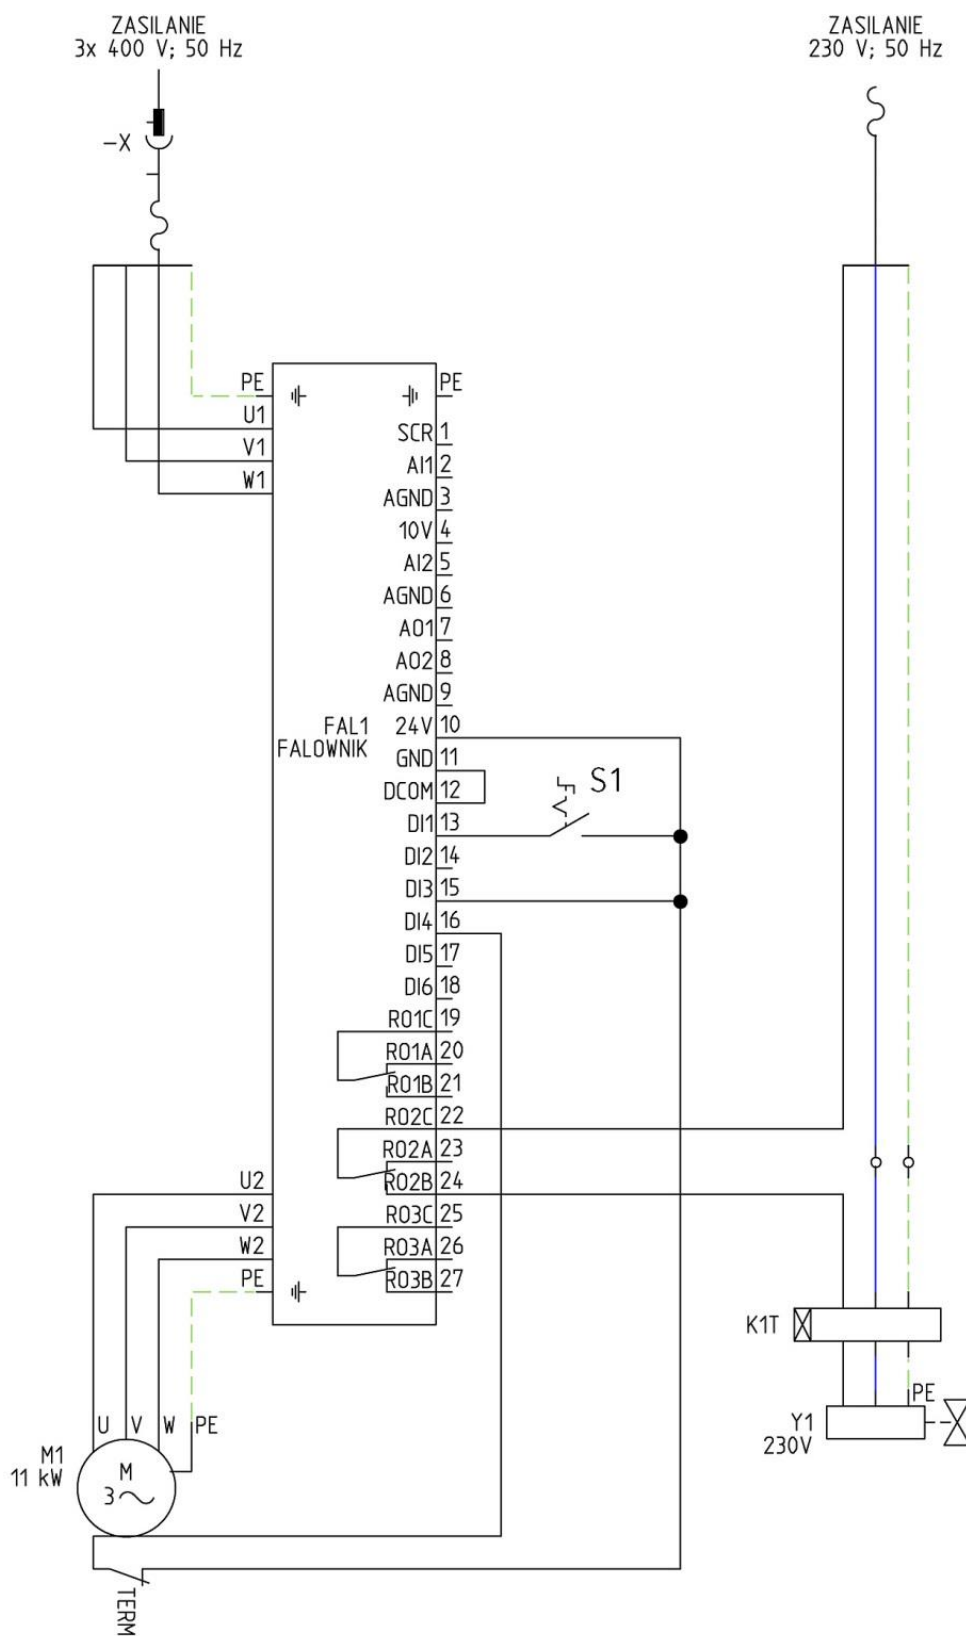 ZASILANIE
3x 400 V; 50 Hz
ZASILANIE
230 V; 50 Hz
-X
PE
PE
U1
V1
W1
SCR 1
AI1 2
AGND 3
10V 4
AI2 5
AGND 6
AO1 7
AO2 8
AGND 9
FAL1
FALOWNIK
24V 10
GND 11
DCOM 12
S1
DI1 13
DI2 14
DI3 15
DI4 16
DI5 17
DI6 18
RO1C 19
RO1A 20
RO1B 21
RO2C 22
RO2A 23
RO2B 24
RO3C 25
RO3A 26
RO3B 27
U2
V2
W2
PE
K1T
PE
Y1
230V
U V W PE
M1
11 kW
M
3
TERM